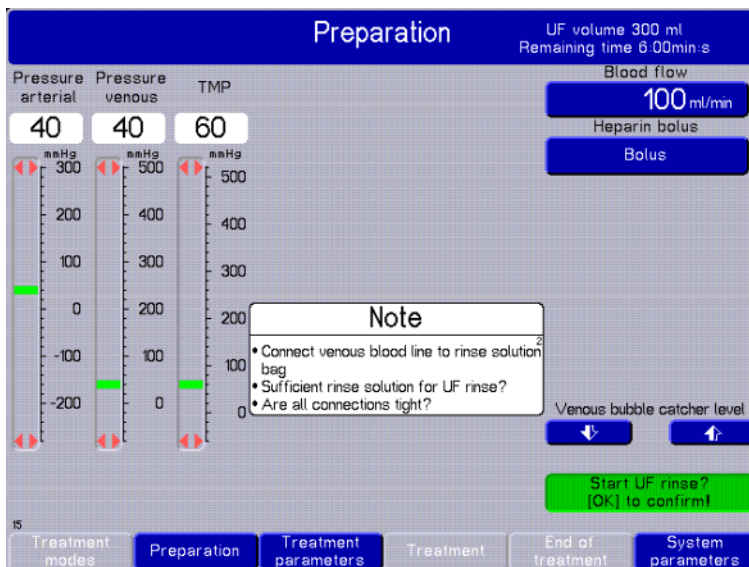 Preparation
UF volume 300 ml
Remaining time 6:00min:s
Pressure
arterial
Pressure
venous
TMP
Blood flow
100 ml/min
40
40
60
Heparin bolus
Bolus
mmHg
300
200
100
0
-100
-200
mmHg
500
400
300
200
100
0
mmHg
500
400
300
200
100
0
Note
2
• Connect venous blood line to rinse solution
bag
• Sufficient rinse solution for UF rinse?
• Are all connections tight?
Venous bubble catcher level
Start UF rinse?
[OK] to confirm!
15
Treatment
modes
Preparation
Treatment
parameters
Treatment
End of
treatment
System
parameters